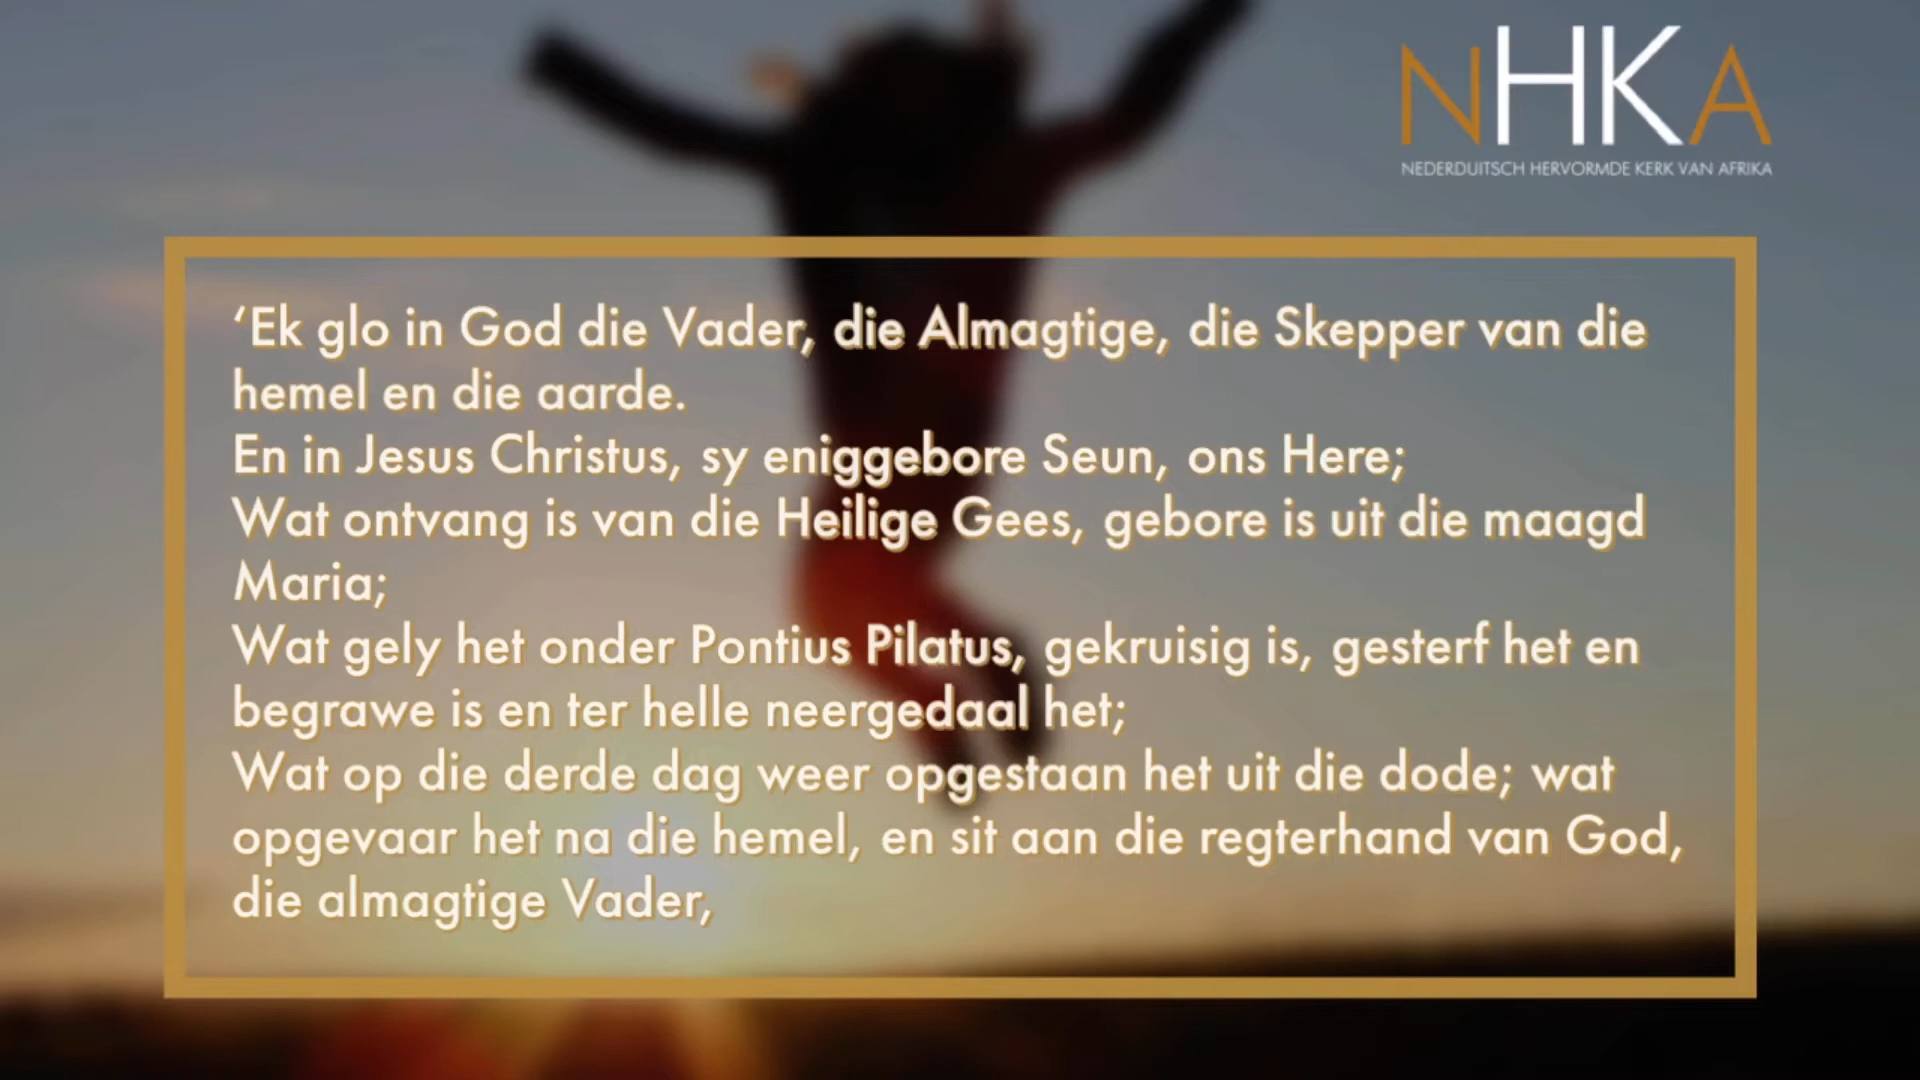 NHKA
NEDERDUITSCH HERVORMDE KERK VAN AFRIKA
‘Ek glo in God die Vader, die Almagtige, die Skepper van die
hemel en die aarde.
En in Jesus Christus, sy eniggebore Seun, ons Here;
Wat ontvang is van die Heilige Gees, gebore is uit die maagd
Maria;
Wat gely het onder Pontius Pilatus, gekruisig is, gesterf het en
begrawe is en ter helle neergedaal het;
Wat op die derde dag weer opgestaan het uit die dode; wat
opgevaar het na die hemel, en sit aan die regterhand van God,
die almagtige Vader,